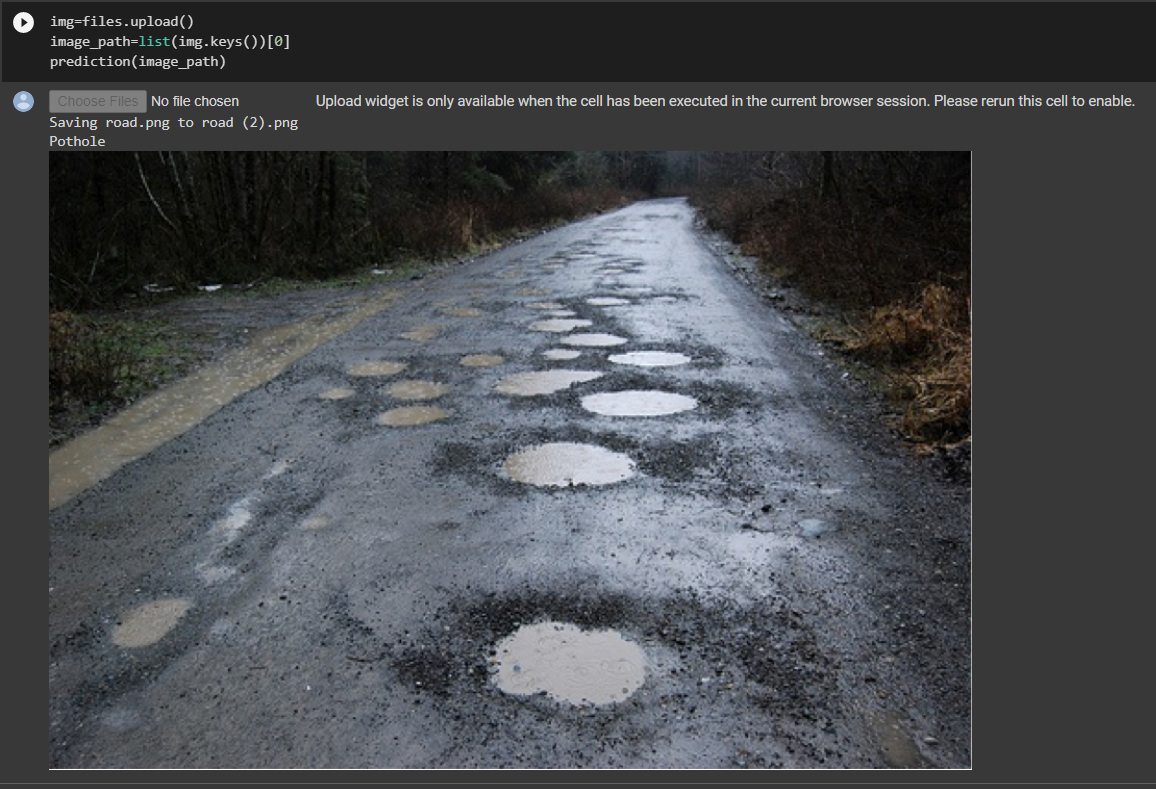 img=files.upload()
image_path=list(img.keys())[0]
prediction(image_path)
Choose Files No file chosen Upload widget is only available when the cell has been executed in the current browser session. Please rerun this cell to enable.
Saving road.png to road (2).png
Pothole